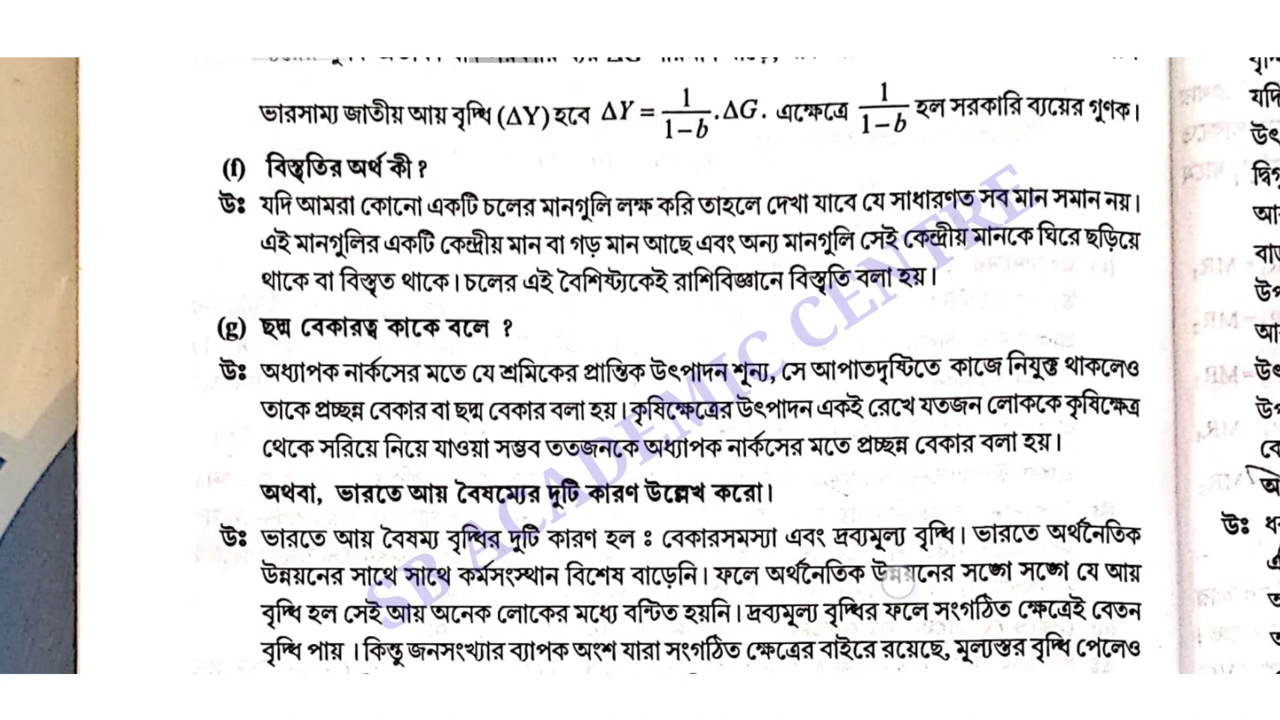 ভারসাম্য জাতীয় আয় বৃদ্ধি (ΔY) হবে ΔY = 1/(1−b) . ΔG. এক্ষেত্রে 1/(1−b) হল সরকারি ব্যয়ের গুণক।
(f) বিস্তৃতির অর্থ কী?
উঃ যদি আমরা কোনো একটি চলের মানগুলি লক্ষ করি তাহলে দেখা যাবে যে সাধারণত সব মান সমান নয়।
এই মানগুলির একটি কেন্দ্রীয় মান বা গড় মান আছে এবং অন্য মানগুলি সেই কেন্দ্রীয় মানকে ঘিরে ছড়িয়ে
থাকে বা বিস্তৃত থাকে। চলের এই বৈশিষ্ট্যকেই রাশিবিজ্ঞানে বিস্তৃতি বলা হয়।
(g) ছদ্ম বেকারত্ব কাকে বলে ?
উঃ অধ্যাপক নার্কসের মতে যে শ্রমিকের প্রান্তিক উৎপাদন শূন্য, সে আপাতদৃষ্টিতে কাজে নিযুক্ত থাকলেও
তাকে প্রচ্ছন্ন বেকার বা ছদ্ম বেকার বলা হয়। কৃষিক্ষেত্রের উৎপাদন একই রেখে যতজন লোককে কৃষিক্ষেত্র
থেকে সরিয়ে নিয়ে যাওয়া সম্ভব ততজনকে অধ্যাপক নার্কসের মতে প্রচ্ছন্ন বেকার বলা হয়।
অথবা, ভারতে আয় বৈষম্যের দুটি কারণ উল্লেখ করো।
উঃ ভারতে আয় বৈষম্য বৃদ্ধির দুটি কারণ হল : বেকারসমস্যা এবং দ্রব্যমূল্য বৃদ্ধি। ভারতে অর্থনৈতিক
উন্নয়নের সাথে সাথে কর্মসংস্থান বিশেষ বাড়েনি। ফলে অর্থনৈতিক উন্নয়নের সঙ্গে সঙ্গে যে আয়
বৃদ্ধি হল সেই আয় অনেক লোকের মধ্যে বন্টিত হয়নি। দ্রব্যমূল্য বৃদ্ধির ফলে সংগঠিত ক্ষেত্রেই বেতন
বৃদ্ধি পায় । কিন্তু জনসংখ্যার ব্যাপক অংশ যারা সংগঠিত ক্ষেত্রের বাইরে রয়েছে, মূল্যস্তর বৃদ্ধি পেলেও
SB ACADEMIC CENTRE
উঃ